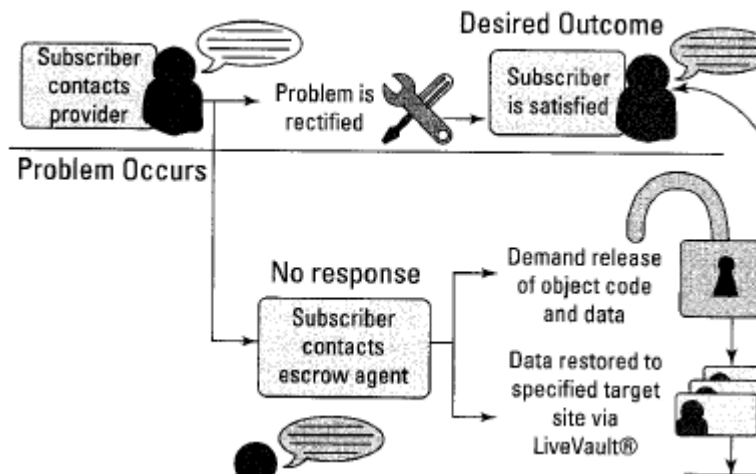 Desired Outcome
Subscriber
contacts
provider
Problem is
rectified
Subscriber
is satisfied
Problem Occurs
No response
Subscriber
contacts
escrow agent
Demand release
of object code
and data
Data restored to
specified target
site via
LiveVault®